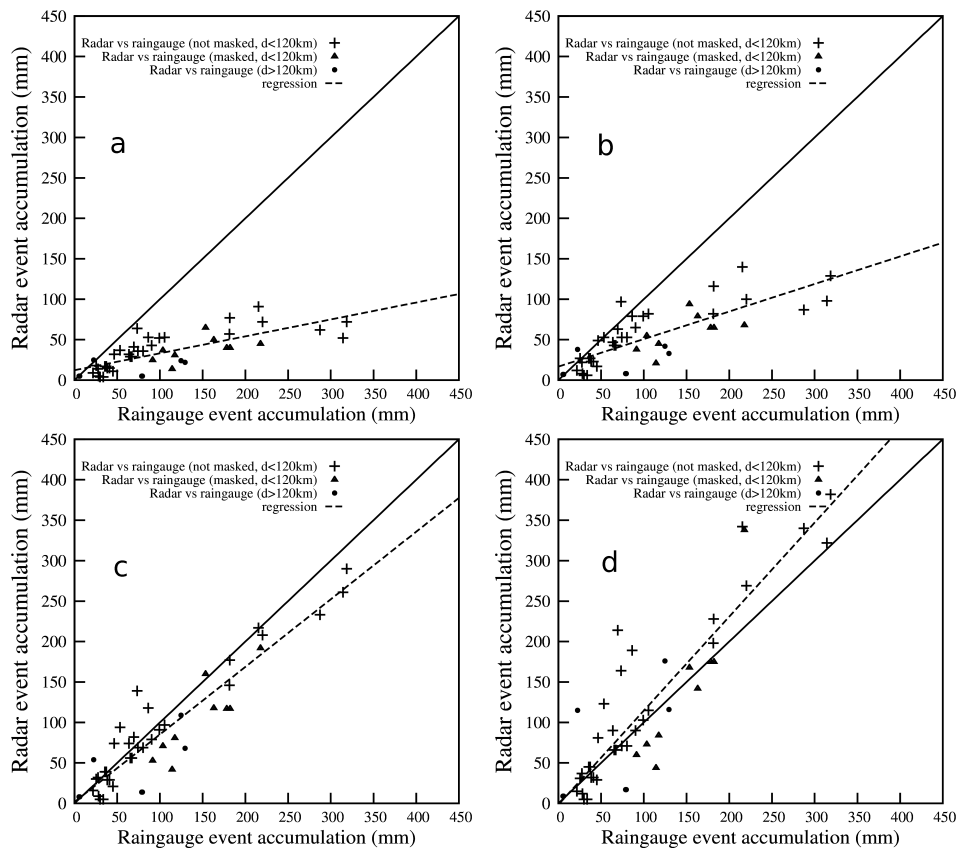 450
400
350
300
250
200
150
100
50
0
Radar event accumulation (mm)
Radar vs raingauge (not masked, d<120km)
Radar vs raingauge (masked, d<120km)
Radar vs raingauge (d>120km)
regression
a
0 50 100 150 200 250 300 350 400 450
Raingauge event accumulation (mm)
450
400
350
300
250
200
150
100
50
0
Radar event accumulation (mm)
Radar vs raingauge (not masked, d<120km)
Radar vs raingauge (masked, d<120km)
Radar vs raingauge (d>120km)
regression
b
0 50 100 150 200 250 300 350 400 450
Raingauge event accumulation (mm)
450
400
350
300
250
200
150
100
50
0
Radar event accumulation (mm)
Radar vs raingauge (not masked, d<120km)
Radar vs raingauge (masked, d<120km)
Radar vs raingauge (d>120km)
regression
c
0 50 100 150 200 250 300 350 400 450
Raingauge event accumulation (mm)
450
400
350
300
250
200
150
100
50
0
Radar event accumulation (mm)
Radar vs raingauge (not masked, d<120km)
Radar vs raingauge (masked, d<120km)
Radar vs raingauge (d>120km)
regression
d
0 50 100 150 200 250 300 350 400 450
Raingauge event accumulation (mm)